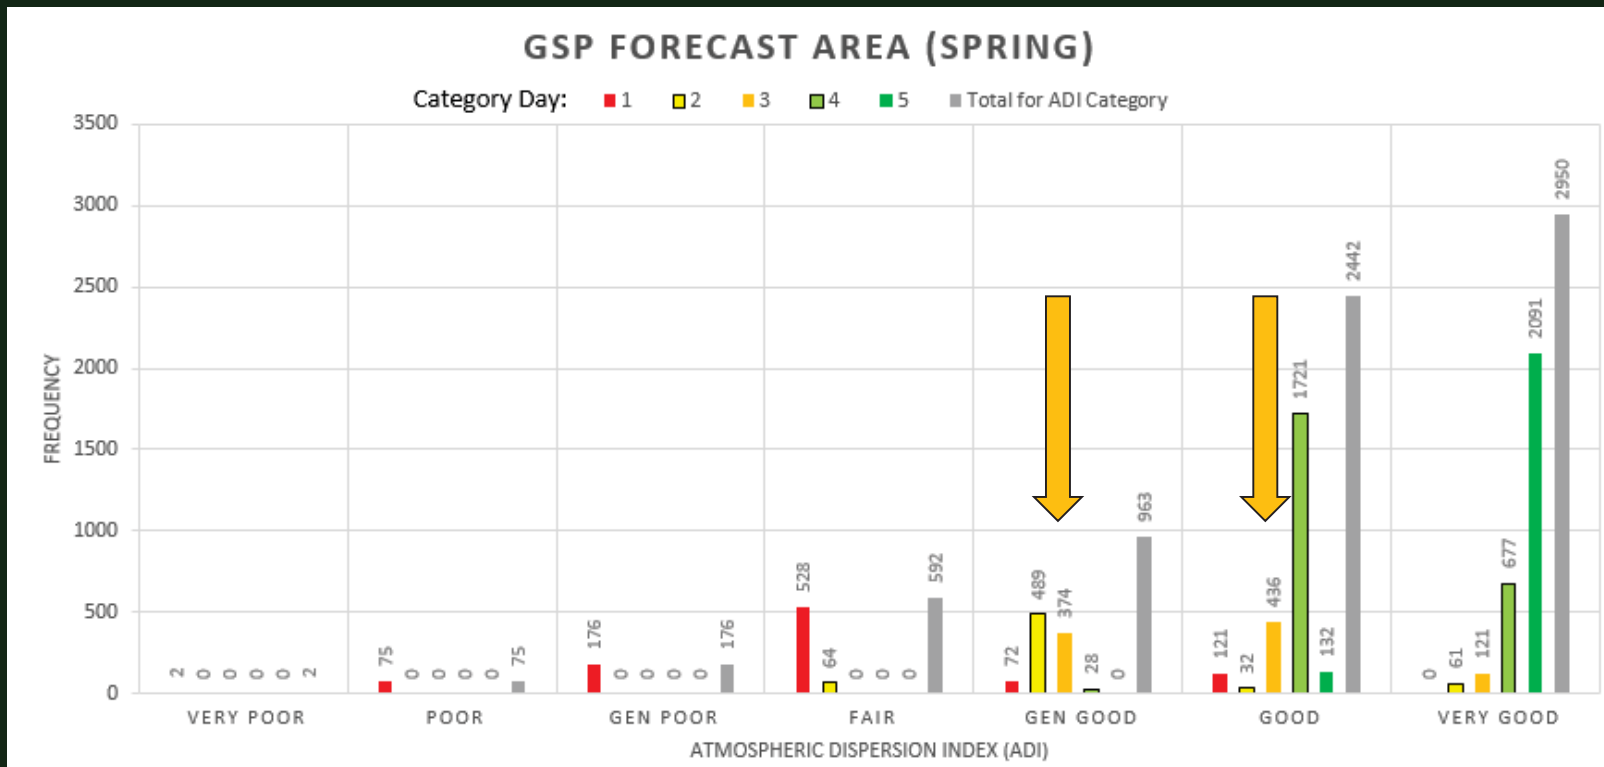 GSP FORECAST AREA (SPRING)
Category Day: 1 2 3 4 5 Total for ADI Category
3500
3000
2500
2000
1500
1000
500
0
FREQUENCY
2 0 0 0 0 2
75 0 0 0 0 75
176 0 0 0 0 176
528 64 0 0 0 592
72 489 374 28 0 963
121 32 436 1721 132 2442
0 61 121 677 2091 2950
VERY POOR POOR GEN POOR FAIR GEN GOOD GOOD VERY GOOD
ATMOSPHERIC DISPERSION INDEX (ADI)